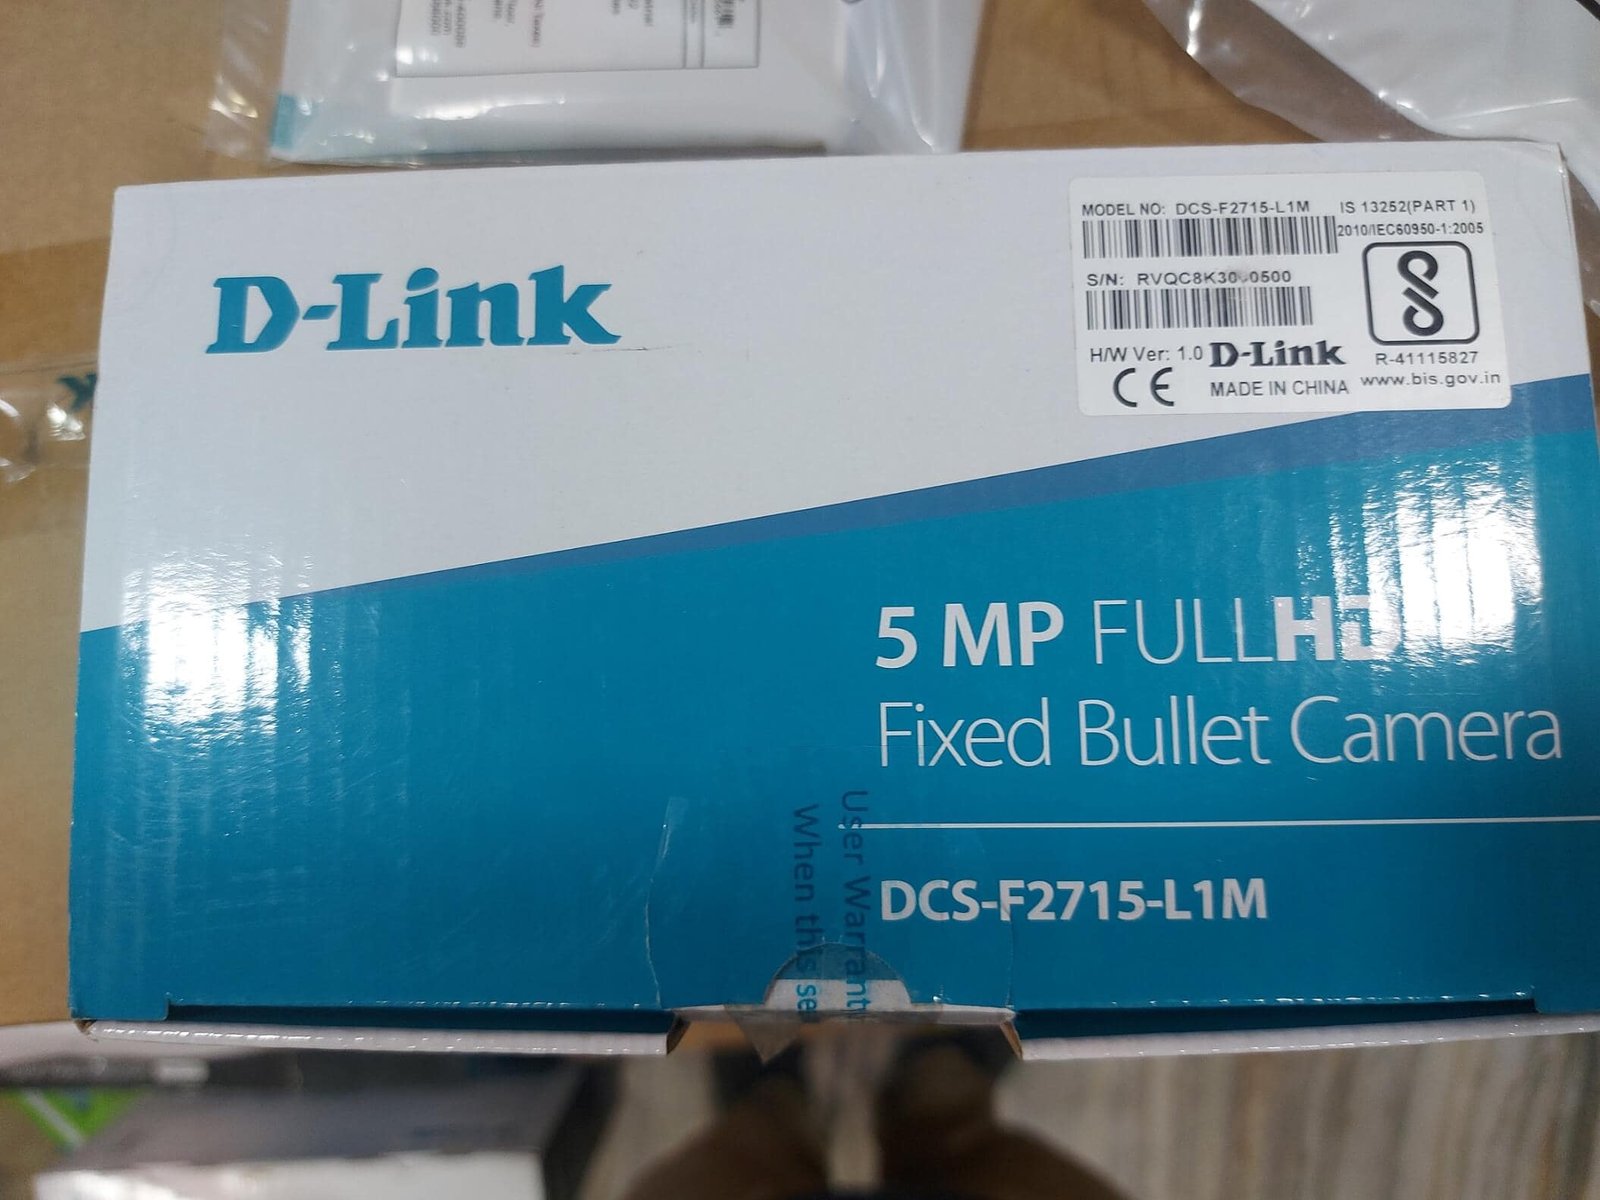 D-Link
MODEL NO: DCS-F2715-L1M
IS 13252(PART 1)
2010/IEC60950-1:2005
S/N:
H/W Ver: 1.0 D-Link
R-41115827
CE MADE IN CHINA
www.bis.gov.in
5 MP FULLHD
Fixed Bullet Camera
DCS-F2715-L1M
User Warranty
When this